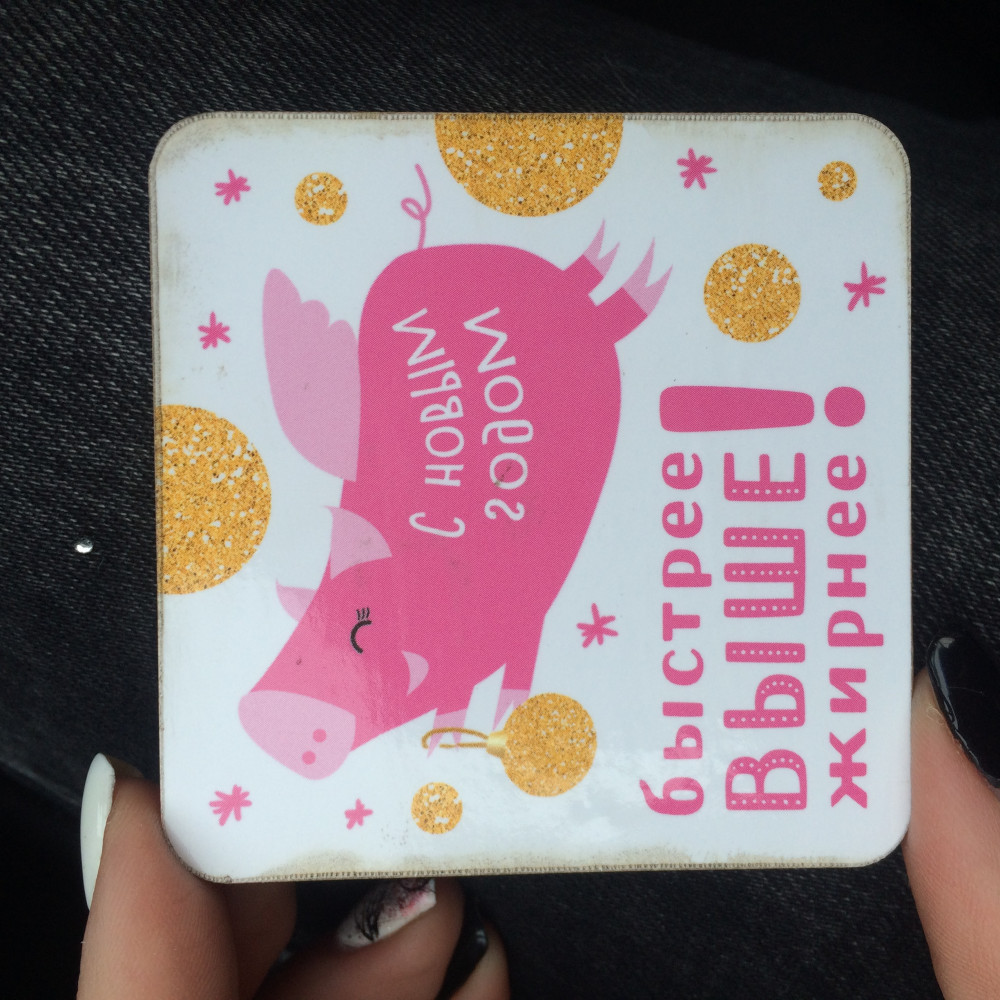 С НОВЫМ
годом
быстрее
ВЫШЕ!
жирнее